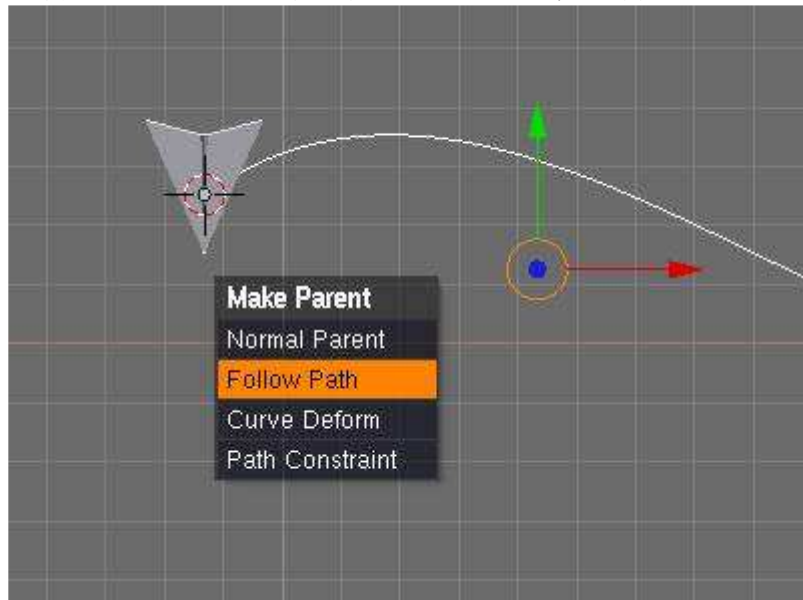 Make Parent
Normal Parent
Follow Path
Curve Deform
Path Constraint